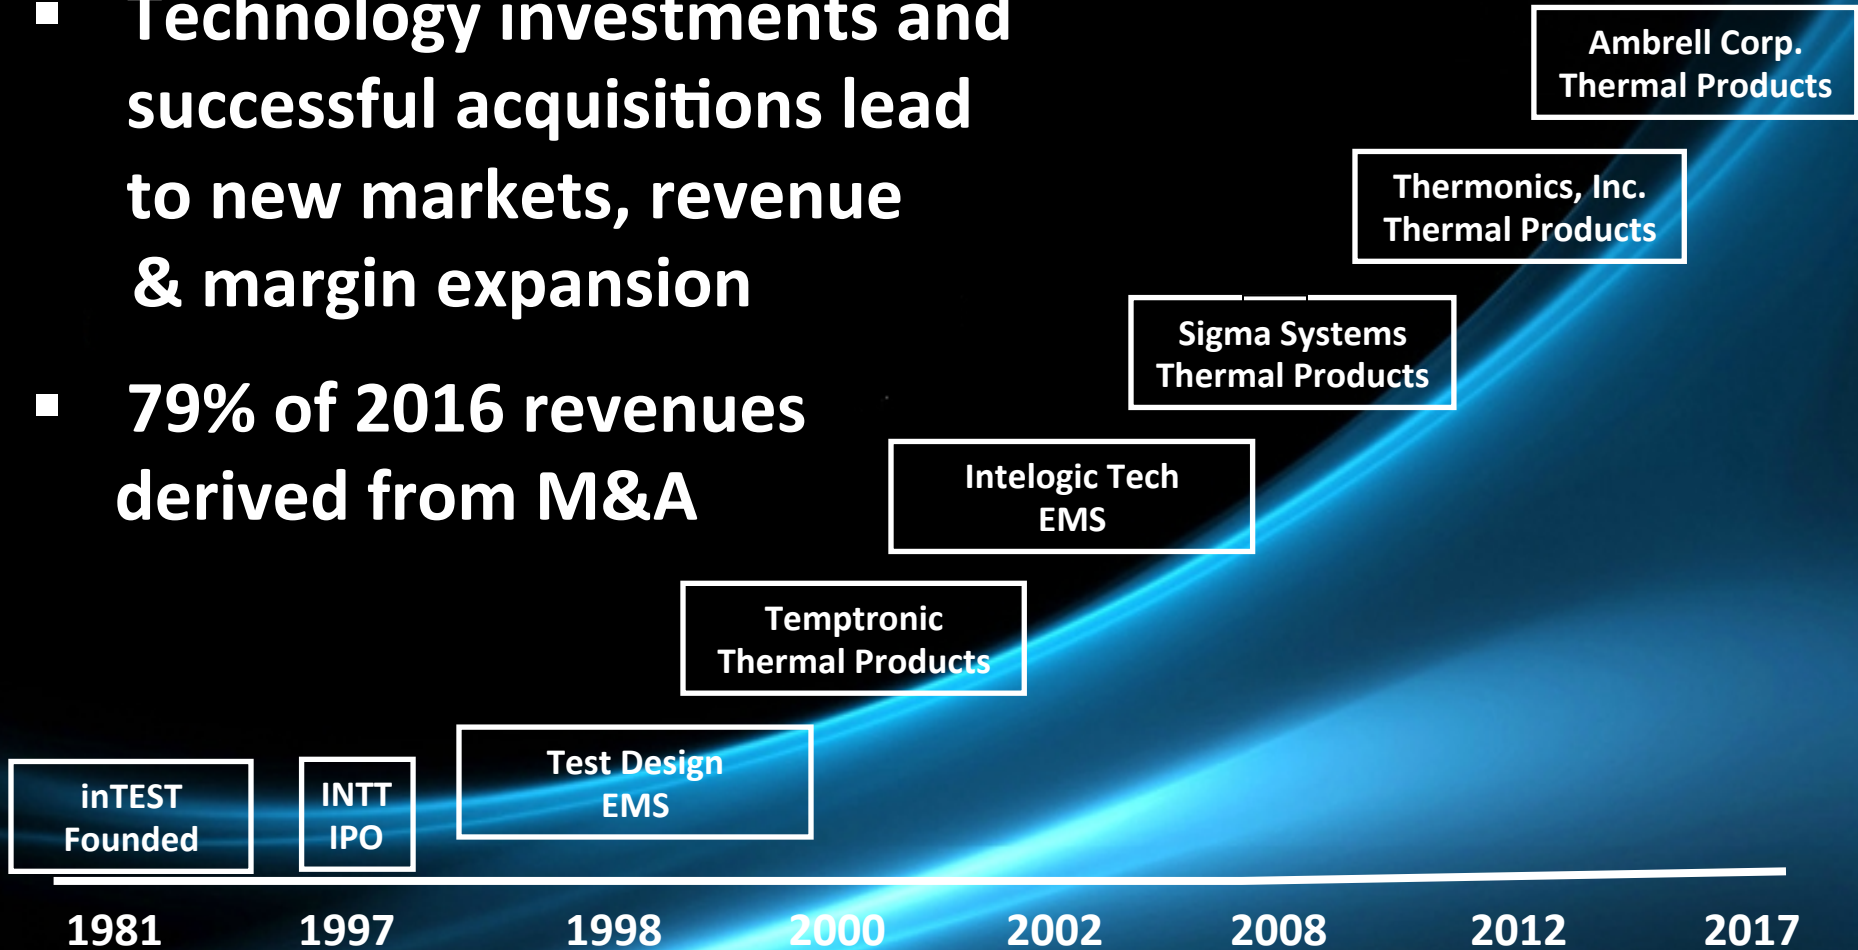 ▪ Technology investments and
successful acquisitions lead
to new markets, revenue
& margin expansion
▪ 79% of 2016 revenues
derived from M&A
Ambrell Corp.
Thermal Products
Thermonics, Inc.
Thermal Products
Sigma Systems
Thermal Products
Intelogic Tech
EMS
Temptronic
Thermal Products
Test Design
EMS
INTT
IPO
inTEST
Founded
1981 1997 1998 2000 2002 2008 2012 2017